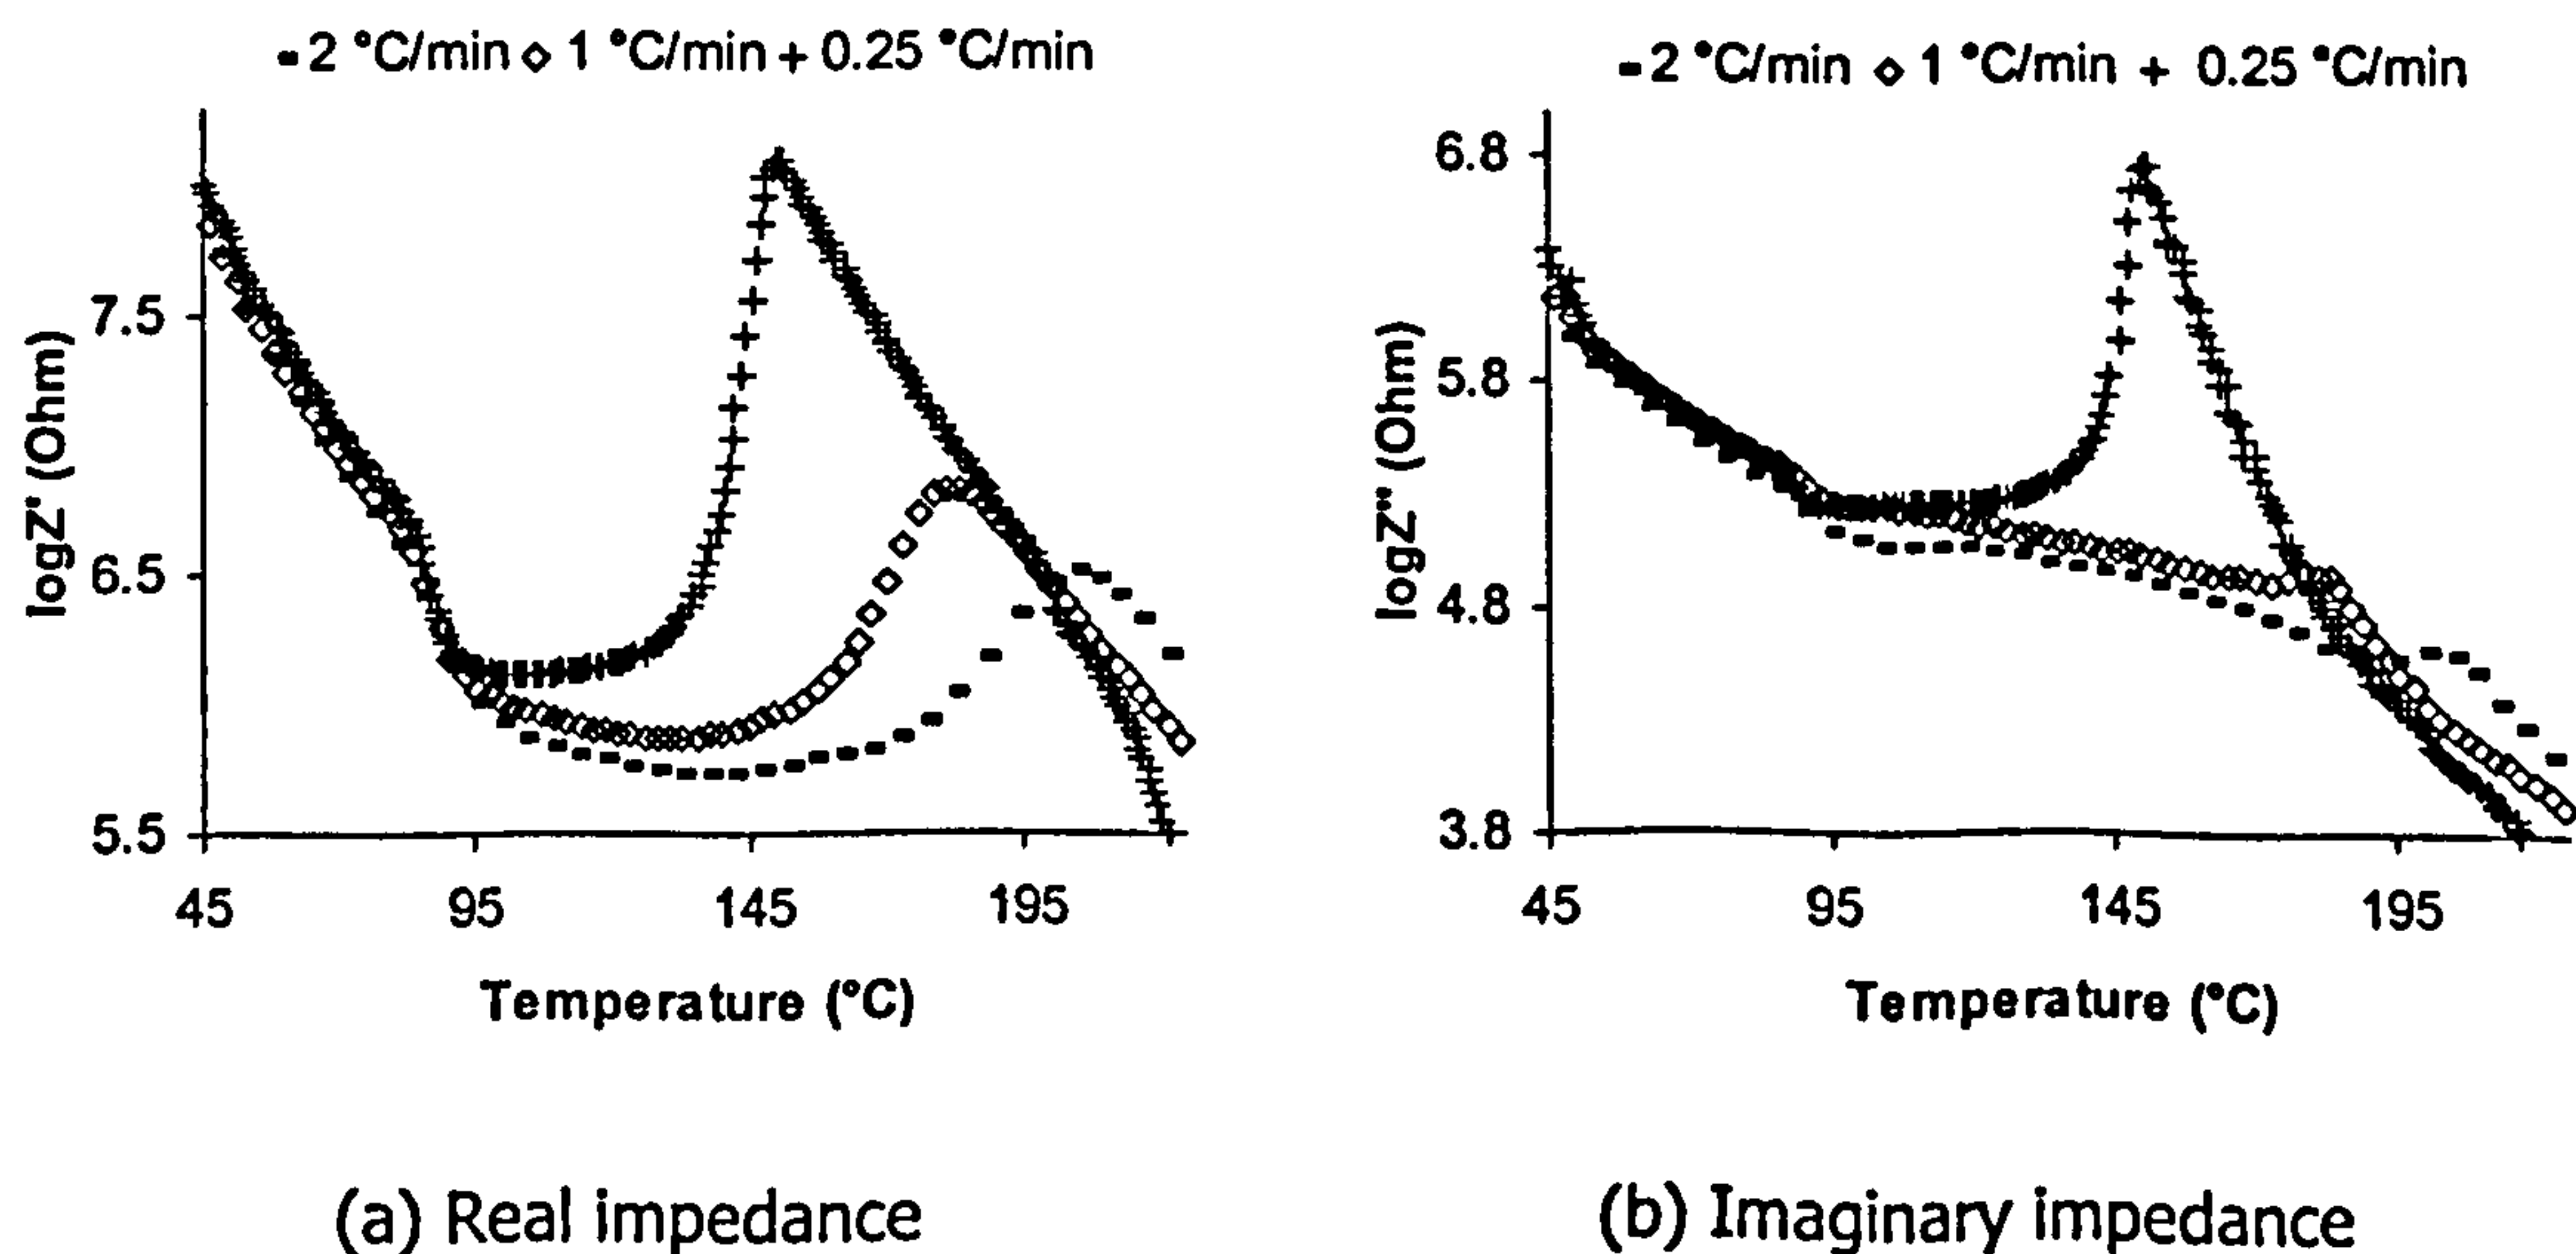 -2 °C/min ◇ 1 °C/min + 0.25 °C/min
logZ' (Ohm)
7.5
6.5
5.5
45 95 145 195
Temperature (°C)
(a) Real impedance
-2 °C/min ◇ 1 °C/min + 0.25 °C/min
logZ'' (Ohm)
6.8
5.8
4.8
3.8
45 95 145 195
Temperature (°C)
(b) Imaginary impedance